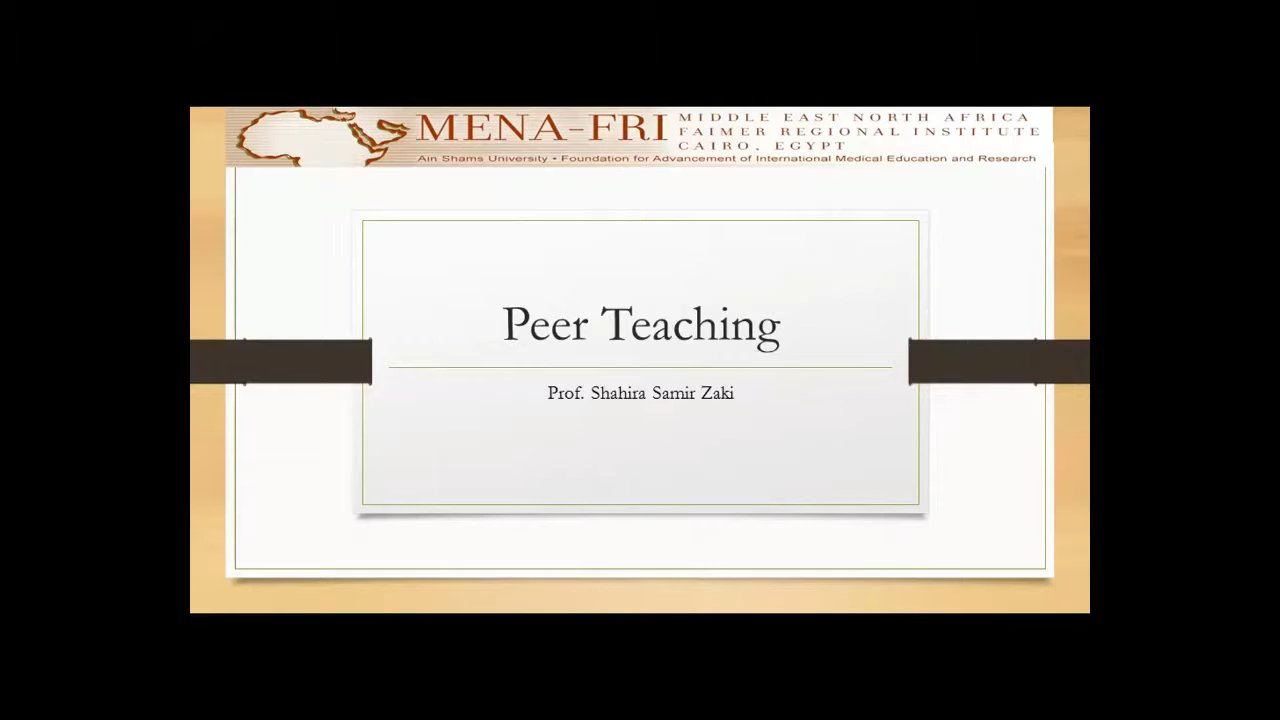 MENA-FRI
MIDDLE EAST NORTH AFRICA
FAIMER REGIONAL INSTITUTE
CAIRO, EGYPT
Ain Shams University • Foundation for Advancement of International Medical Education and Research
Peer Teaching
Prof. Shahira Samir Zaki